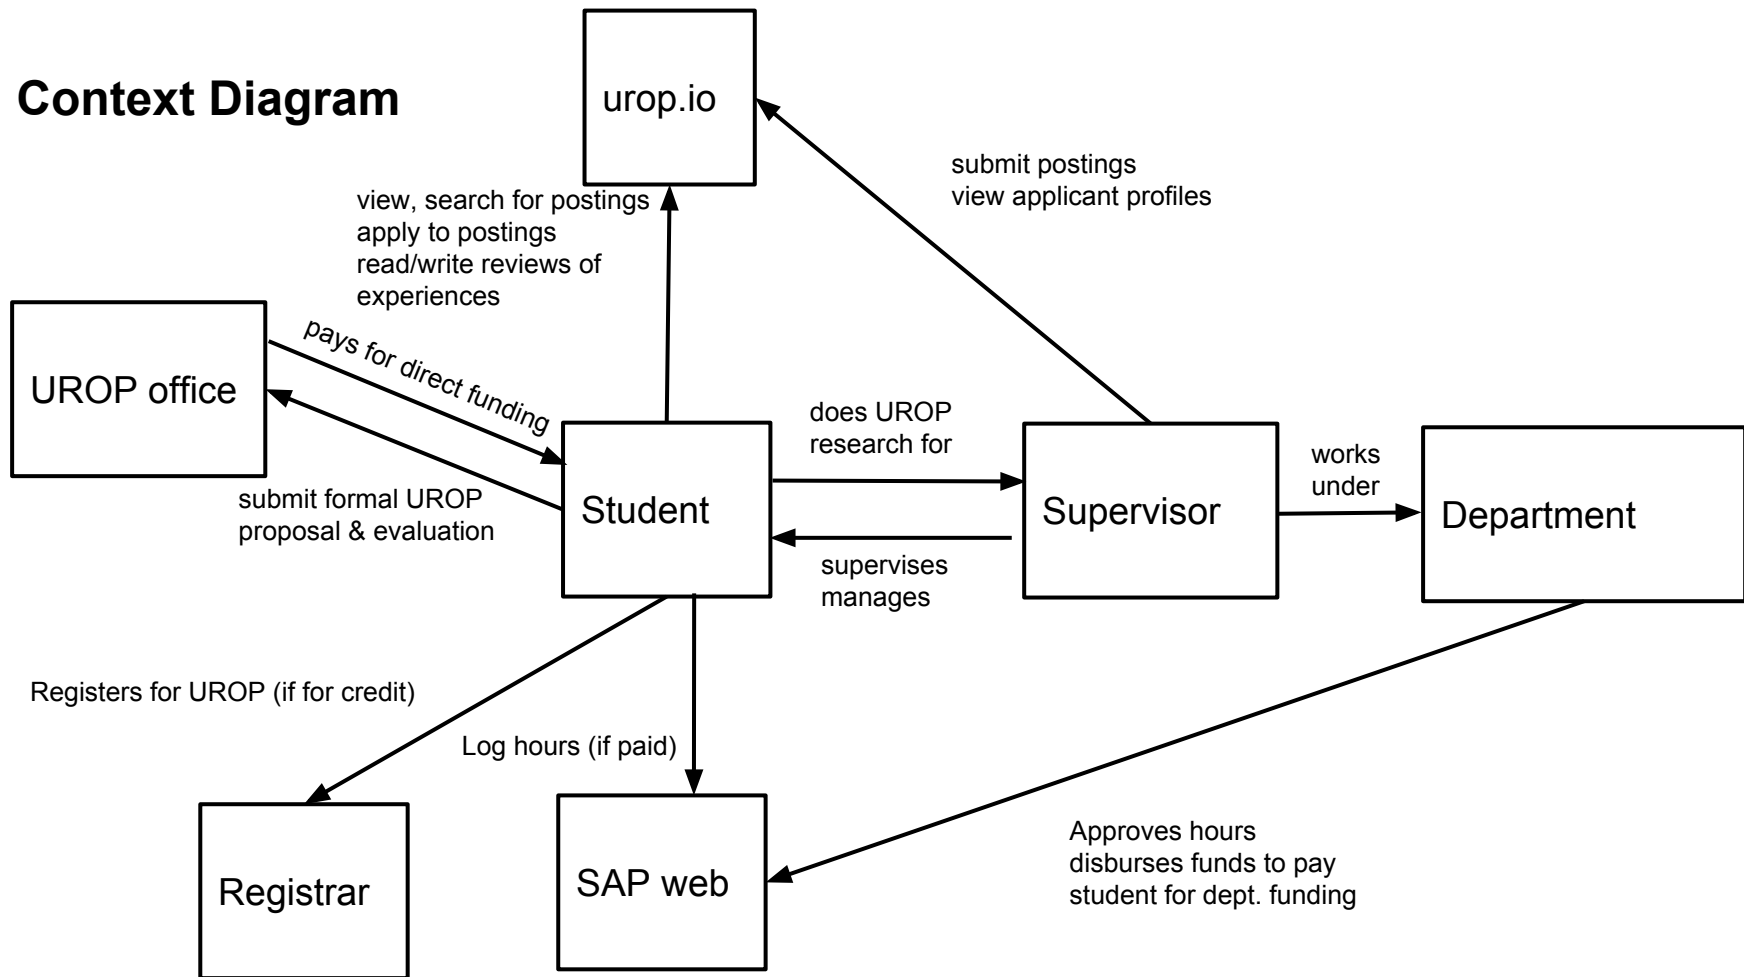 Context Diagram
urop.io
submit postings
view applicant profiles
view, search for postings
apply to postings
read/write reviews of
experiences
pays for direct funding
UROP office
does UROP
research for
works
under
submit formal UROP
proposal & evaluation
Student
Supervisor
Department
supervises
manages
Registers for UROP (if for credit)
Log hours (if paid)
Approves hours
disburses funds to pay
student for dept. funding
Registrar
SAP web